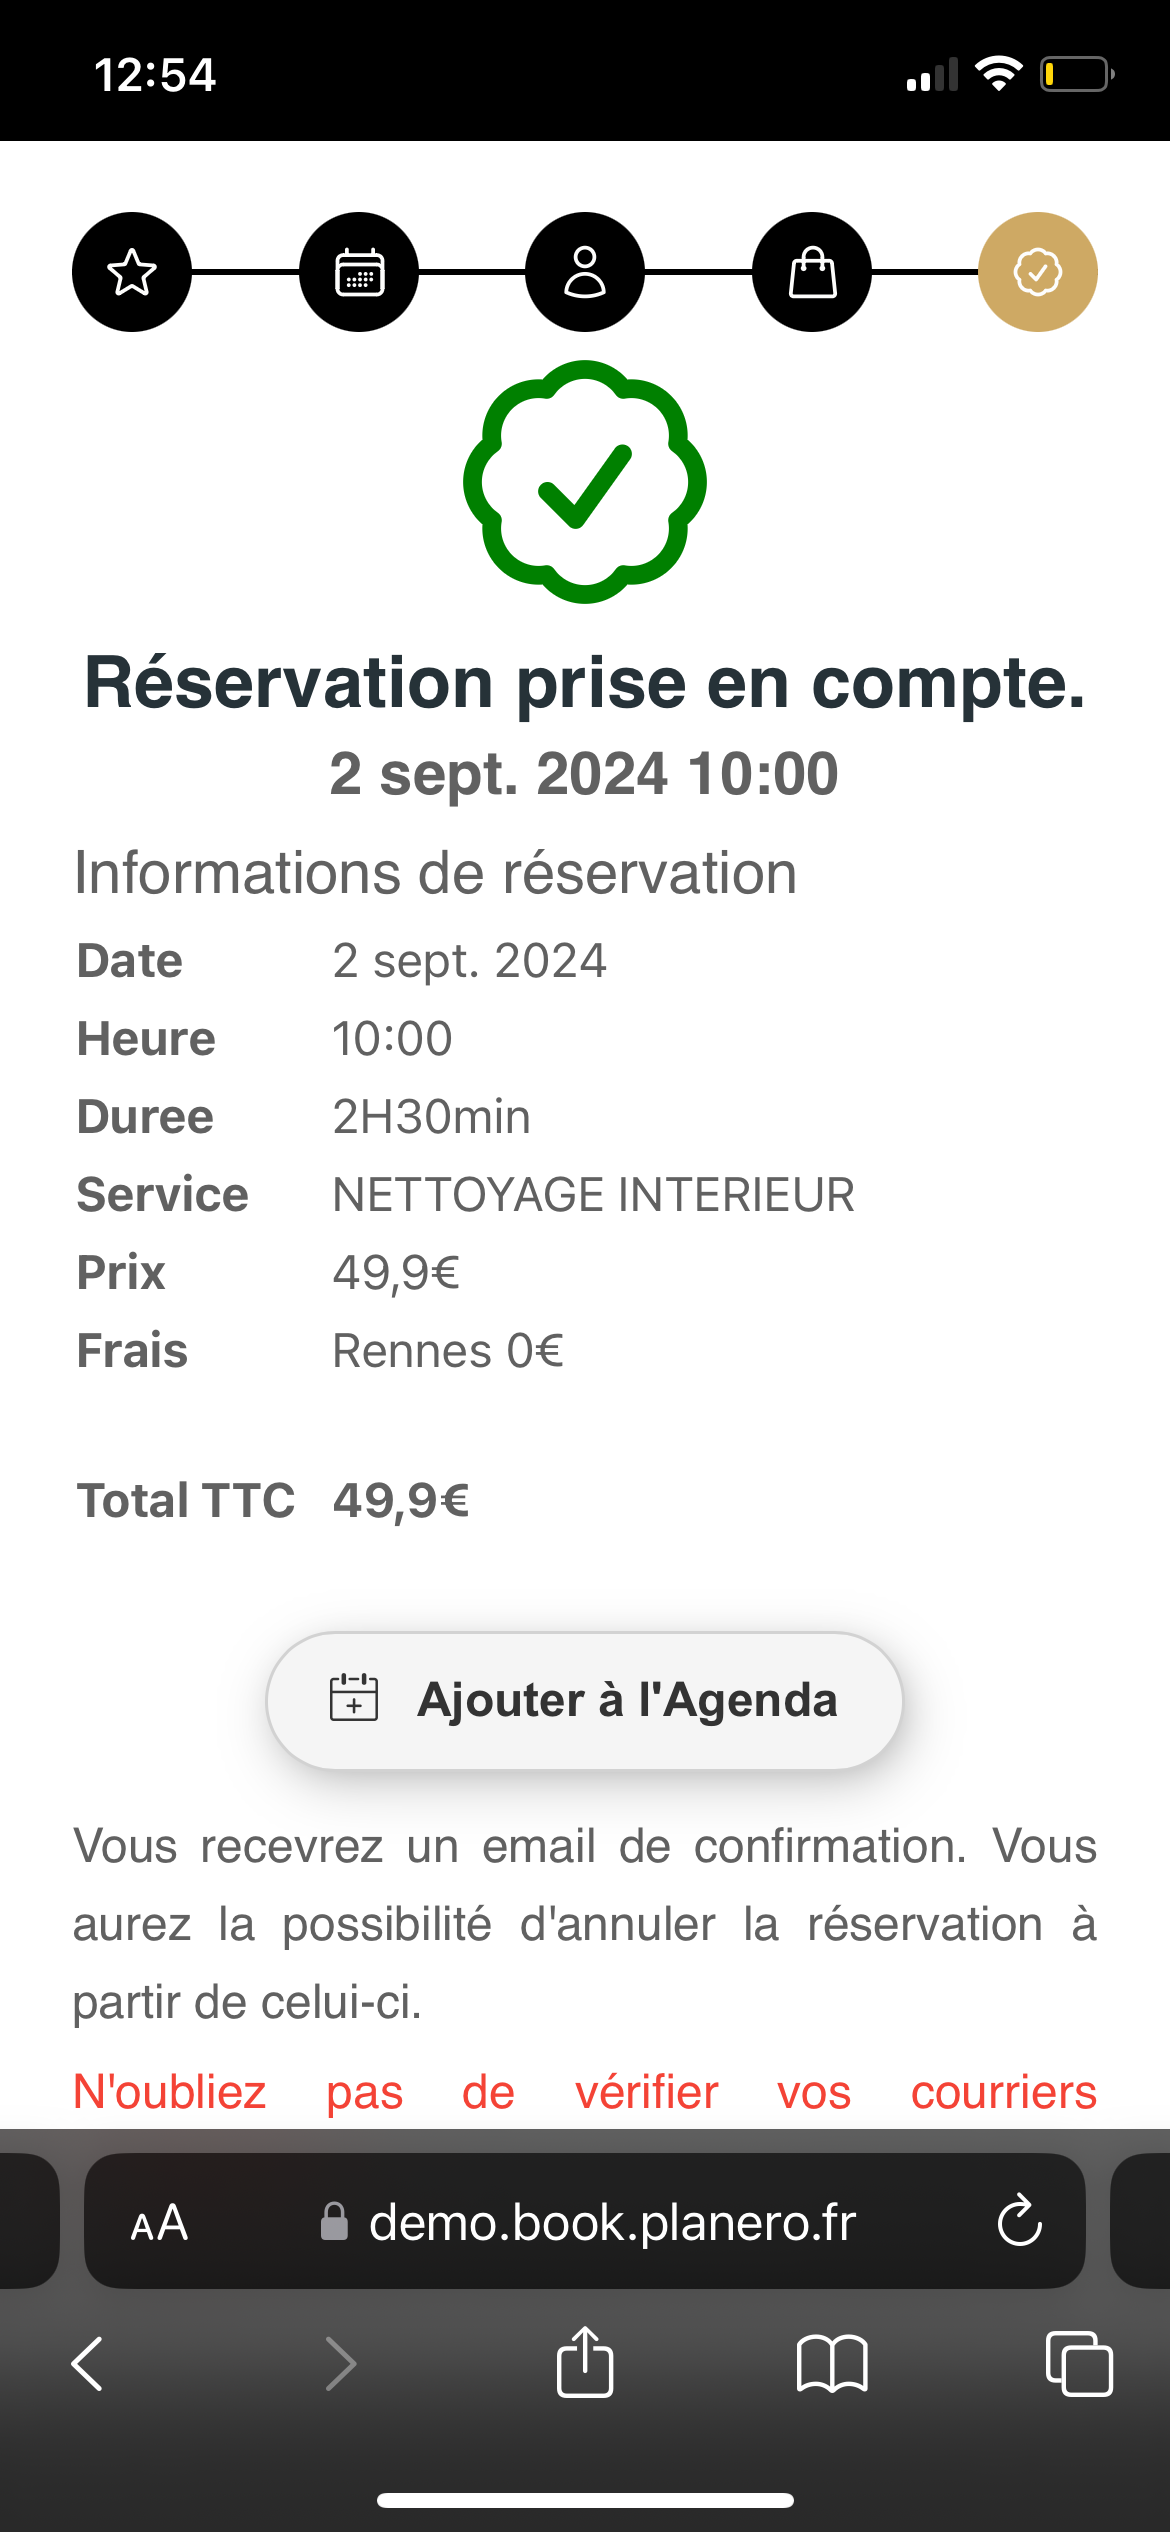 12:54
Réservation prise en compte.
2 sept. 2024 10:00
Informations de réservation
Date 2 sept. 2024
Heure 10:00
Duree 2H30min
Service NETTOYAGE INTERIEUR
Prix 49,9€
Frais Rennes 0€
Total TTC 49,9€
Ajouter à l'Agenda
Vous recevrez un email de confirmation. Vous
aurez la possibilité d'annuler la réservation à
partir de celui-ci.
N'oubliez pas de vérifier vos courriers
AA demo.book.planero.fr